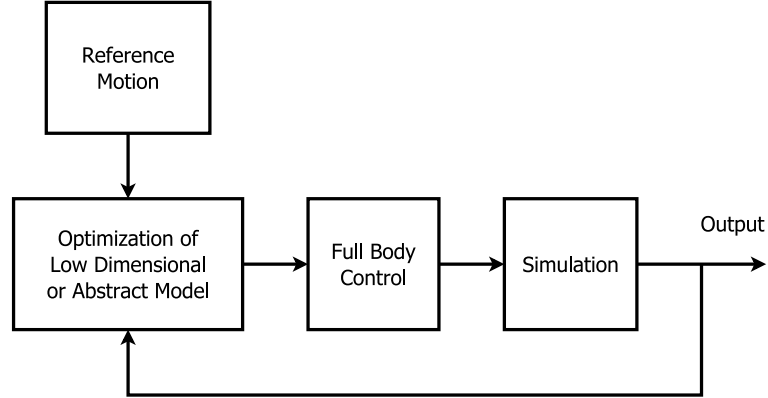 Reference
Motion
Optimization of
Low Dimensional
or Abstract Model
Full Body
Control
Simulation
Output